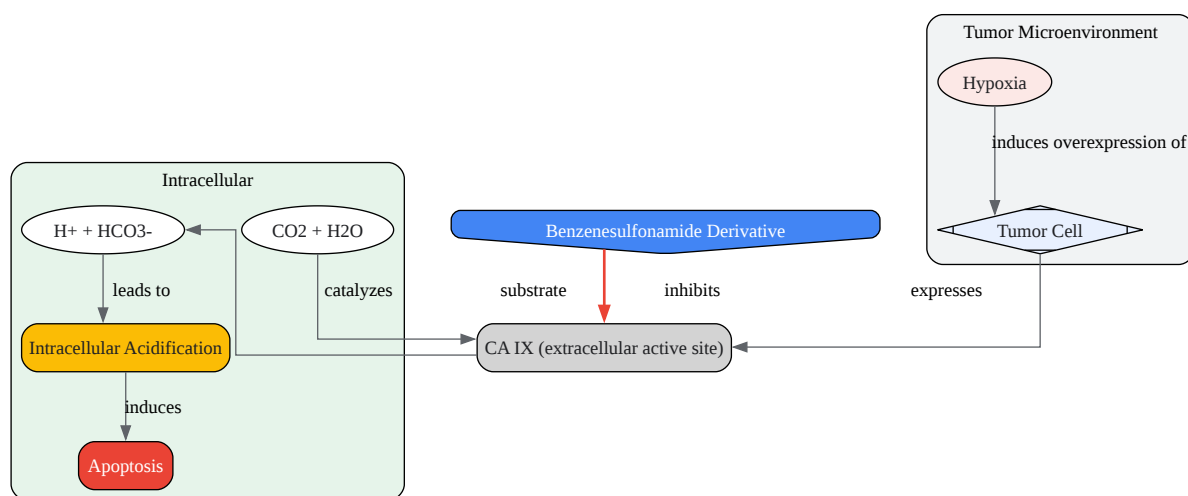 Tumor Microenvironment
Hypoxia
induces overexpression of
Tumor Cell
expresses
Intracellular
H+ + HCO3-
CO2 + H2O
Benzenesulfonamide Derivative
leads to
catalyzes
substrate
inhibits
Intracellular Acidification
CA IX (extracellular active site)
induces
Apoptosis